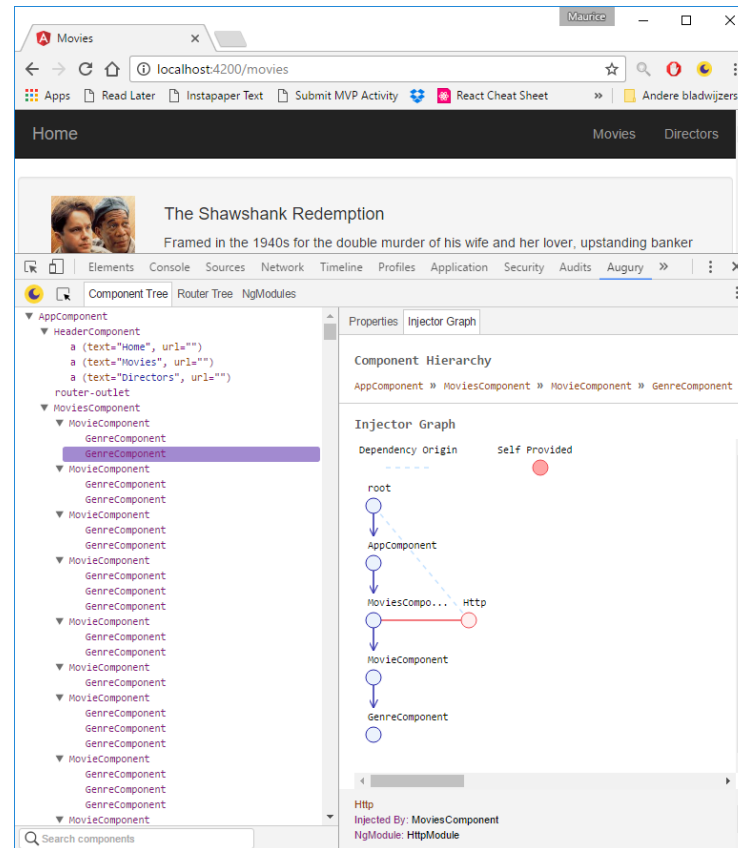 Maurice
Movies
localhost:4200/movies
Apps Read Later Instapaper Text Submit MVP Activity React Cheat Sheet » Andere bladwijzers
Home Movies Directors
The Shawshank Redemption
Framed in the 1940s for the double murder of his wife and her lover, upstanding banker
Elements Console Sources Network Timeline Profiles Application Security Audits Augury »
Component Tree Router Tree NgModules
▼ AppComponent
▼ HeaderComponent
a (text="Home", url="")
a (text="Movies", url="")
a (text="Directors", url="")
router-outlet
▼ MoviesComponent
▼ MovieComponent
GenreComponent
GenreComponent
▼ MovieComponent
GenreComponent
GenreComponent
▼ MovieComponent
GenreComponent
GenreComponent
▼ MovieComponent
GenreComponent
GenreComponent
GenreComponent
▼ MovieComponent
GenreComponent
GenreComponent
▼ MovieComponent
GenreComponent
▼ MovieComponent
GenreComponent
GenreComponent
GenreComponent
▼ MovieComponent
GenreComponent
GenreComponent
GenreComponent
▼ MovieComponent
Search components
Properties Injector Graph
Component Hierarchy
AppComponent » MoviesComponent » MovieComponent » GenreComponent
Injector Graph
Dependency Origin Self Provided
root
AppComponent
MoviesCompo... Http
MovieComponent
GenreComponent
Http
Injected By: MoviesComponent
NgModule: HttpModule